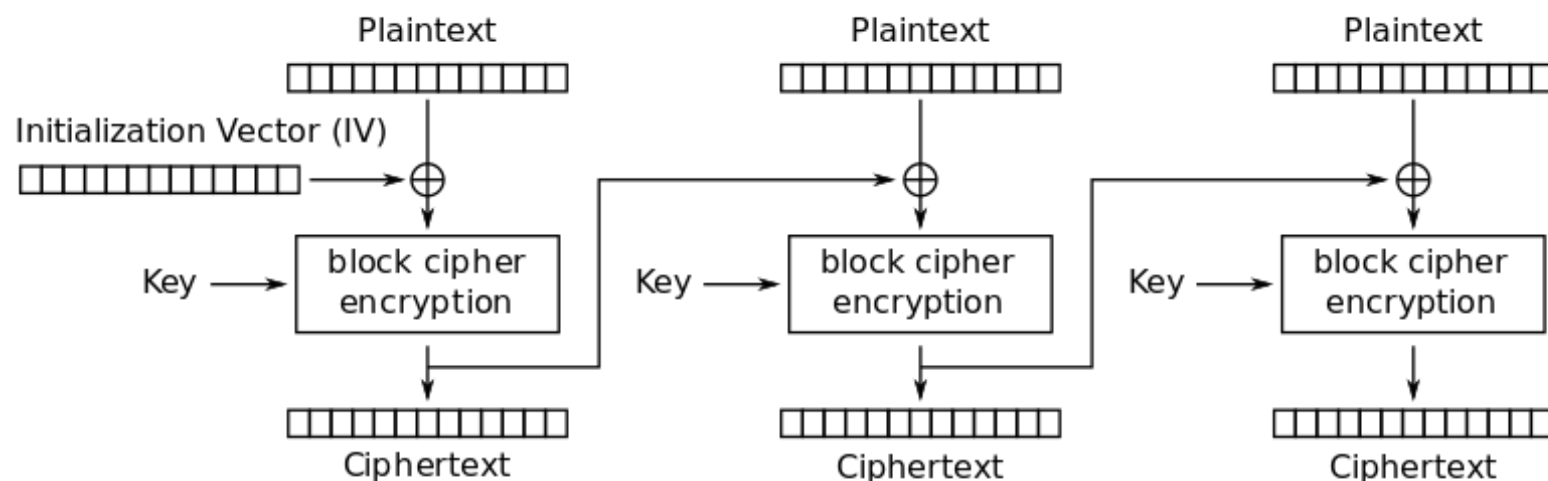 Plaintext
Plaintext
Plaintext
Initialization Vector (IV)
Key
block cipher
encryption
Key
block cipher
encryption
Key
block cipher
encryption
Ciphertext
Ciphertext
Ciphertext